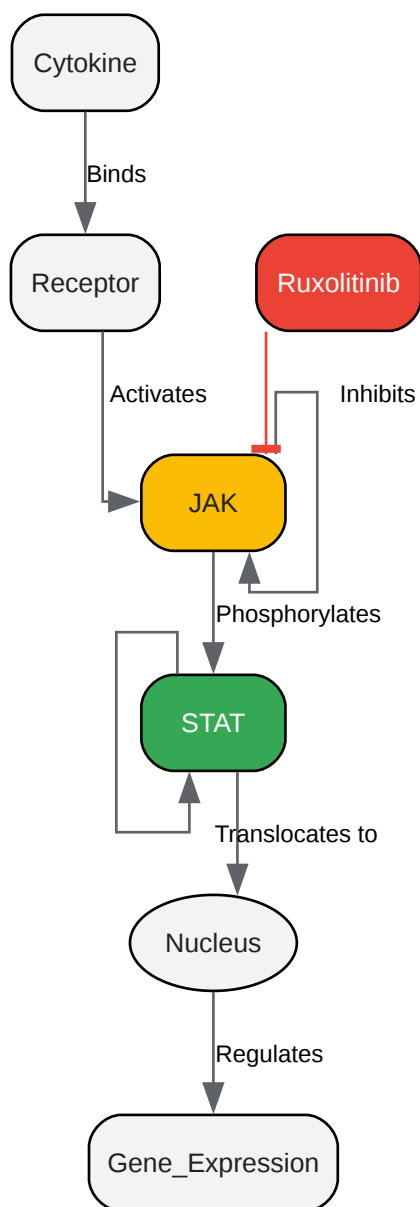 Cytokine
Binds
Receptor
Ruxolitinib
Activates
Inhibits
JAK
Phosphorylates
STAT
Translocates to
Nucleus
Regulates
Gene_Expression